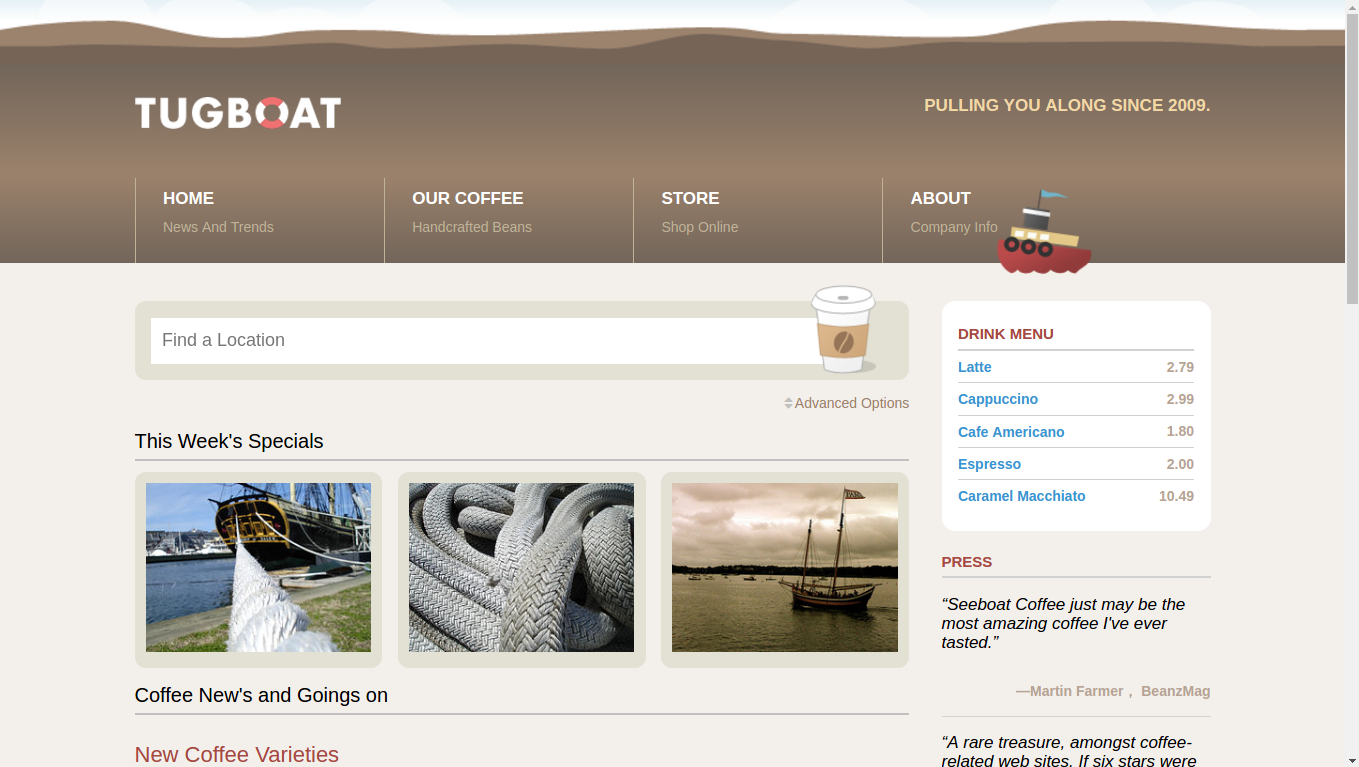 TUGBOAT
PULLING YOU ALONG SINCE 2009.
HOME
News And Trends
OUR COFFEE
Handcrafted Beans
STORE
Shop Online
ABOUT
Company Info
Find a Location
Advanced Options
This Week's Specials
Coffee New's and Goings on
New Coffee Varieties
DRINK MENU
Latte 2.79
Cappuccino 2.99
Cafe Americano 1.80
Espresso 2.00
Caramel Macchiato 10.49
PRESS
“Seeboat Coffee just may be the
most amazing coffee I've ever
tasted.”
—Martin Farmer , BeanzMag
“A rare treasure, amongst coffee-
related web sites. If six stars were